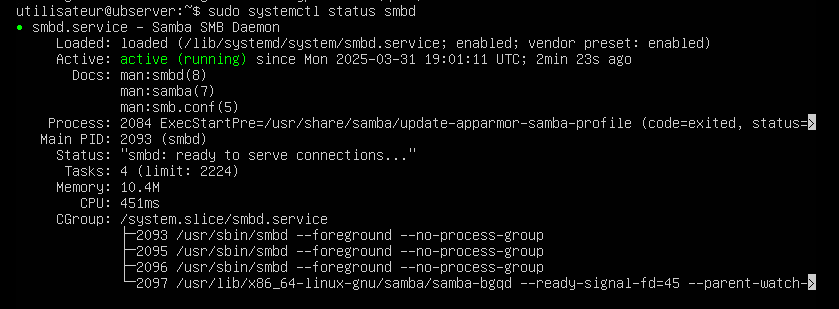 utilisateur@ubserver:~$ sudo systemctl status smbd
● smbd.service – Samba SMB Daemon
Loaded: loaded (/lib/systemd/system/smbd.service; enabled; vendor preset: enabled)
Active: active (running) since Mon 2025-03-31 19:01:11 UTC; 2min 23s ago
Docs: man:smbd(8)
man:samba(7)
man:smb.conf(5)
Process: 2084 ExecStartPre=/usr/share/samba/update-apparmor-samba-profile (code=exited, status=>
Main PID: 2093 (smbd)
Status: "smbd: ready to serve connections..."
Tasks: 4 (limit: 2224)
Memory: 10.4M
CPU: 451ms
CGroup: /system.slice/smbd.service
├─2093 /usr/sbin/smbd --foreground --no-process-group
├─2095 /usr/sbin/smbd --foreground --no-process-group
├─2096 /usr/sbin/smbd --foreground --no-process-group
└─2097 /usr/lib/x86_64-linux-gnu/samba/samba-bgqd --ready-signal-fd=45 --parent-watch->